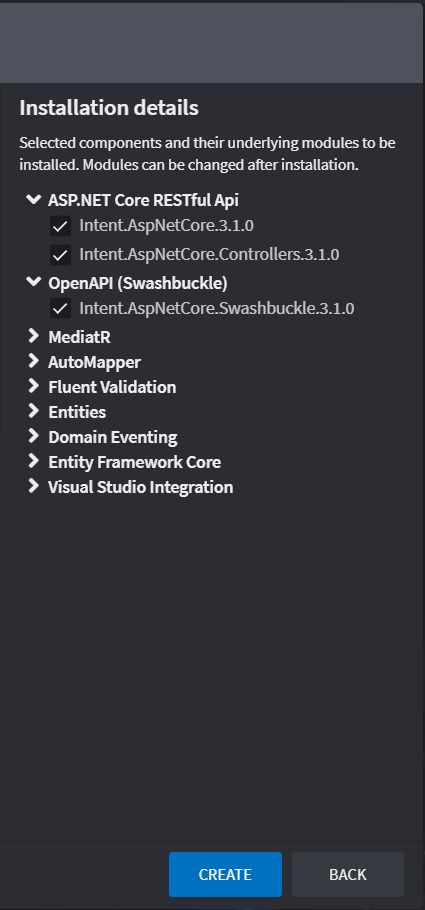 Installation details
Selected components and their underlying modules to be
installed. Modules can be changed after installation.
ASP.NET Core RESTful Api
Intent.AspNetCore.3.1.0
Intent.AspNetCore.Controllers.3.1.0
OpenAPI (Swashbuckle)
Intent.AspNetCore.Swashbuckle.3.1.0
MediatR
AutoMapper
Fluent Validation
Entities
Domain Eventing
Entity Framework Core
Visual Studio Integration
CREATE BACK